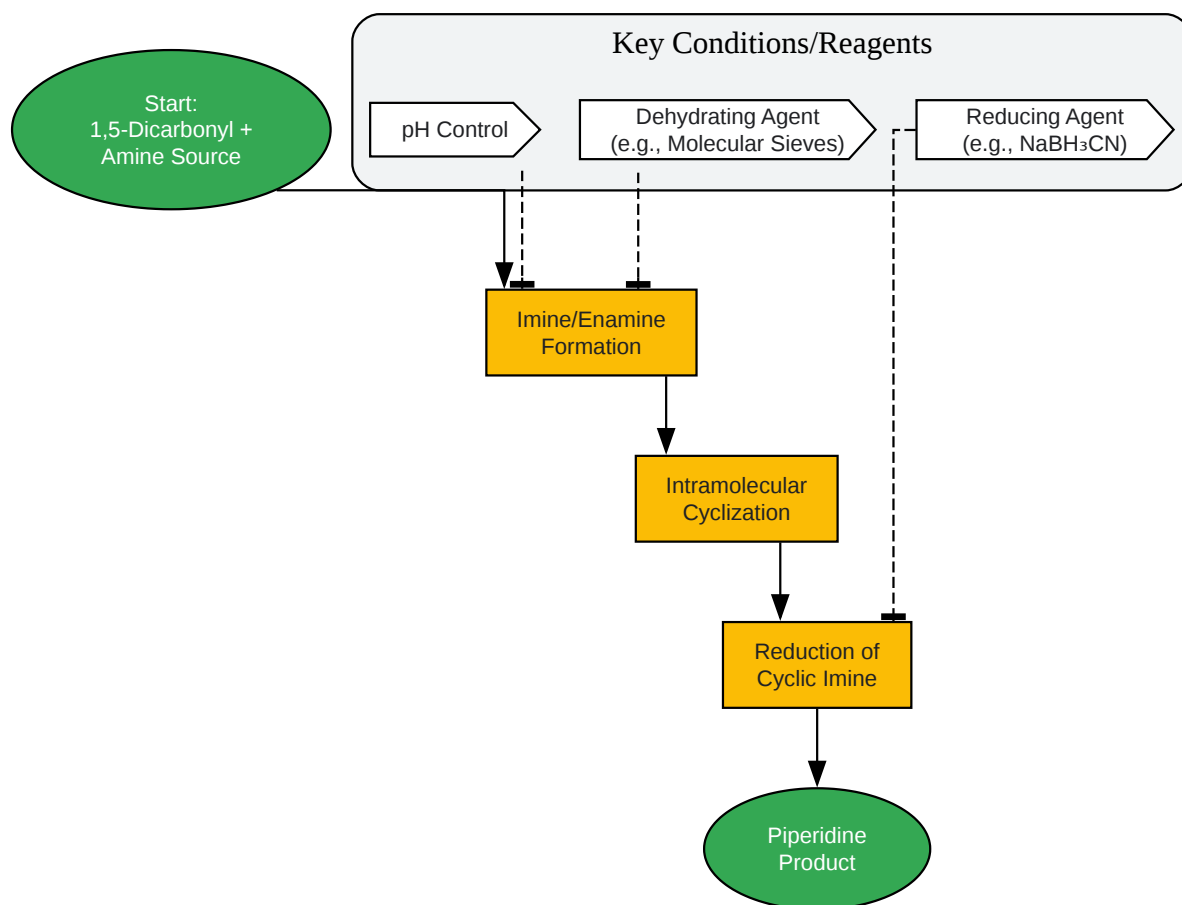 Key Conditions/Reagents
Start:
1,5-Dicarbonyl +
Amine Source
pH Control
Dehydrating Agent
(e.g., Molecular Sieves)
Reducing Agent
(e.g., NaBH₃CN)
Imine/Enamine
Formation
Intramolecular
Cyclization
Reduction of
Cyclic Imine
Piperidine
Product